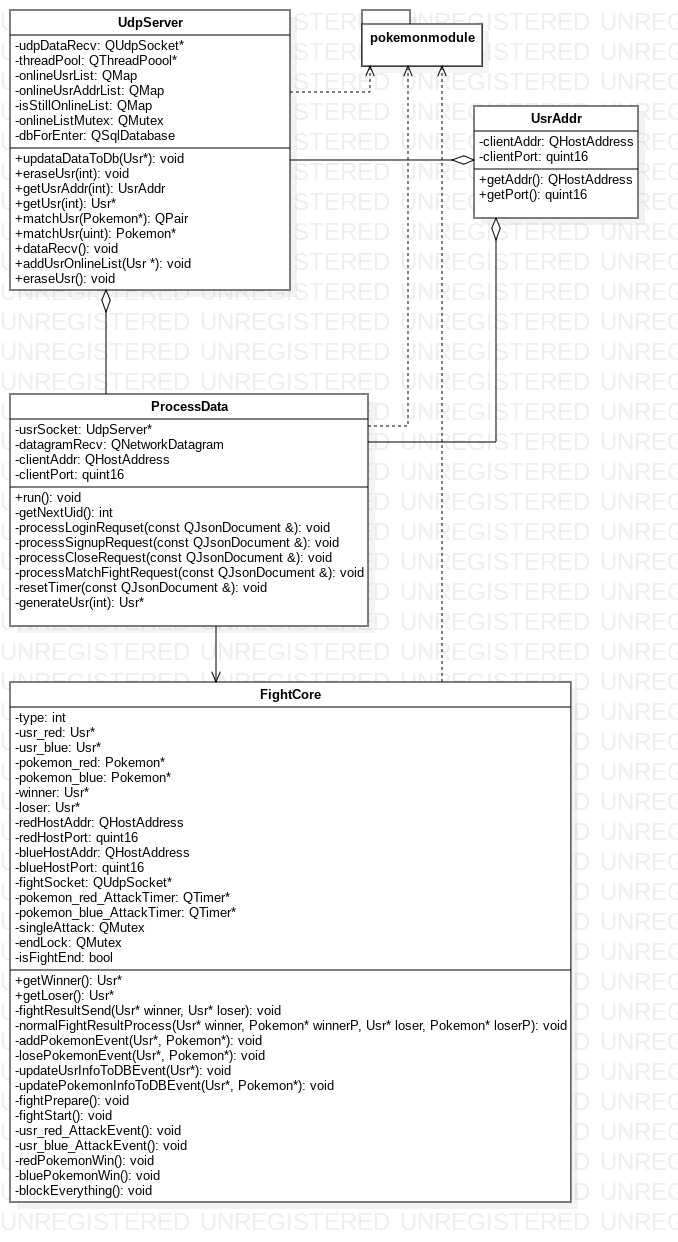 UdpServer
-udpDataRecv: QUdpSocket*
-threadPool: QThreadPoool*
-onlineUsrList: QMap
-onlineUsrAddrList: QMap
-isStillOnlineList: QMap
-onlineListMutex: QMutex
-dbForEnter: QSqlDatabase
+updataDataToDb(Usr*): void
+eraseUsr(int): void
+getUsrAddr(int): UsrAddr
+getUsr(int): Usr*
+matchUsr(Pokemon*): QPair
+matchUsr(uint): Pokemon*
+dataRecv(): void
+addUsrOnlineList(Usr *): void
+eraseUsr(): void
pokemonmodule
UsrAddr
-clientAddr: QHostAddress
-clientPort: quint16
+getAddr(): QHostAddress
+getPort(): quint16
ProcessData
-usrSocket: UdpServer*
-datagramRecv: QNetworkDatagram
-clientAddr: QHostAddress
-clientPort: quint16
+run(): void
-getNextUid(): int
-processLoginRequset(const QJsonDocument &): void
-processSignupRequest(const QJsonDocument &): void
-processCloseRequest(const QJsonDocument &): void
-processMatchFightRequest(const QJsonDocument &): void
-resetTimer(const QJsonDocument &): void
-generateUsr(int): Usr*
FightCore
-type: int
-usr_red: Usr*
-usr_blue: Usr*
-pokemon_red: Pokemon*
-pokemon_blue: Pokemon*
-winner: Usr*
-loser: Usr*
-redHostAddr: QHostAddress
-redHostPort: quint16
-blueHostAddr: QHostAddress
-blueHostPort: quint16
-fightSocket: QUdpSocket*
-pokemon_red_AttackTimer: QTimer*
-pokemon_blue_AttackTimer: QTimer*
-singleAttack: QMutex
-endLock: QMutex
-isFightEnd: bool
+getWinner(): Usr*
+getLoser(): Usr*
-fightResultSend(Usr* winner, Usr* loser): void
-normalFightResultProcess(Usr* winner, Pokemon* winnerP, Usr* loser, Pokemon* loserP): void
-addPokemonEvent(Usr*, Pokemon*): void
-losePokemonEvent(Usr*, Pokemon*): void
-updateUsrInfoToDBEvent(Usr*): void
-updatePokemonInfoToDBEvent(Usr*, Pokemon*): void
-fightPrepare(): void
-fightStart(): void
-usr_red_AttackEvent(): void
-usr_blue_AttackEvent(): void
-redPokemonWin(): void
-bluePokemonWin(): void
-blockEverything(): void
UNREGISTERED